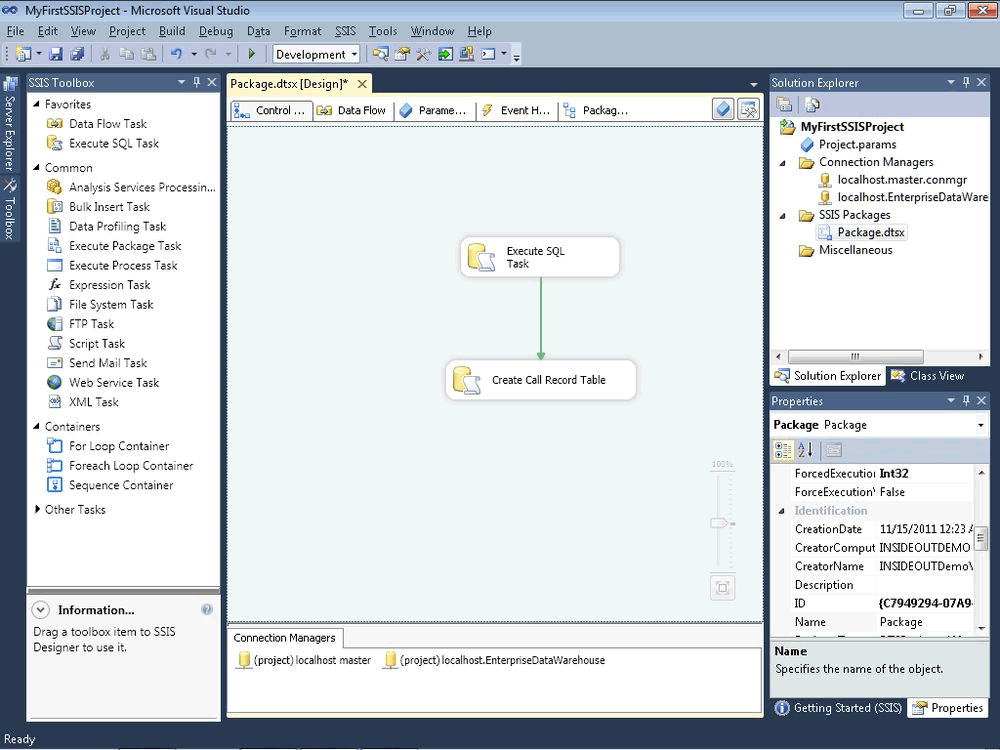 MyFirstSSISProject - Microsoft Visual Studio
File Edit View Project Build Debug Data Format SSIS Tools Window Help
Development
Server Explorer
Toolbox
SSIS Toolbox
Favorites
Data Flow Task
Execute SQL Task
Common
Analysis Services Processin...
Bulk Insert Task
Data Profiling Task
Execute Package Task
Execute Process Task
Expression Task
File System Task
FTP Task
Script Task
Send Mail Task
Web Service Task
XML Task
Containers
For Loop Container
Foreach Loop Container
Sequence Container
Other Tasks
Information...
Drag a toolbox item to SSIS
Designer to use it.
Package.dtsx [Design]*
Control ... Data Flow Parame... Event H... Packag...
Execute SQL
Task
Create Call Record Table
100%
Connection Managers
(project) localhost master (project) localhost.EnterpriseDataWarehouse
Solution Explorer
MyFirstSSISProject
Project.params
Connection Managers
localhost.master.conmgr
localhost.EnterpriseDataWare
SSIS Packages
Package.dtsx
Miscellaneous
Solution Explorer Class View
Properties
Package Package
ForcedExecution Int32
ForceExecution False
Identification
CreationDate 11/15/2011 12:23
CreatorComput INSIDEOUTDEMO
CreatorName INSIDEOUTDemo\
Description
ID {C7949294-07A9-
Name Package
Name
Specifies the name of the object.
Getting Started (SSIS) Properties
Ready